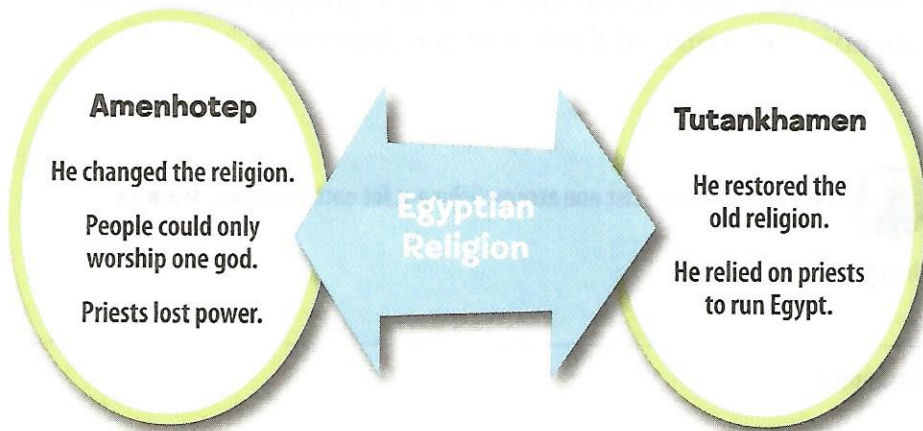 Amenhotep
He changed the religion.
People could only
worship one god.
Priests lost power.
Egyptian
Religion
Tutankhamen
He restored the
old religion.
He relied on priests
to run Egypt.